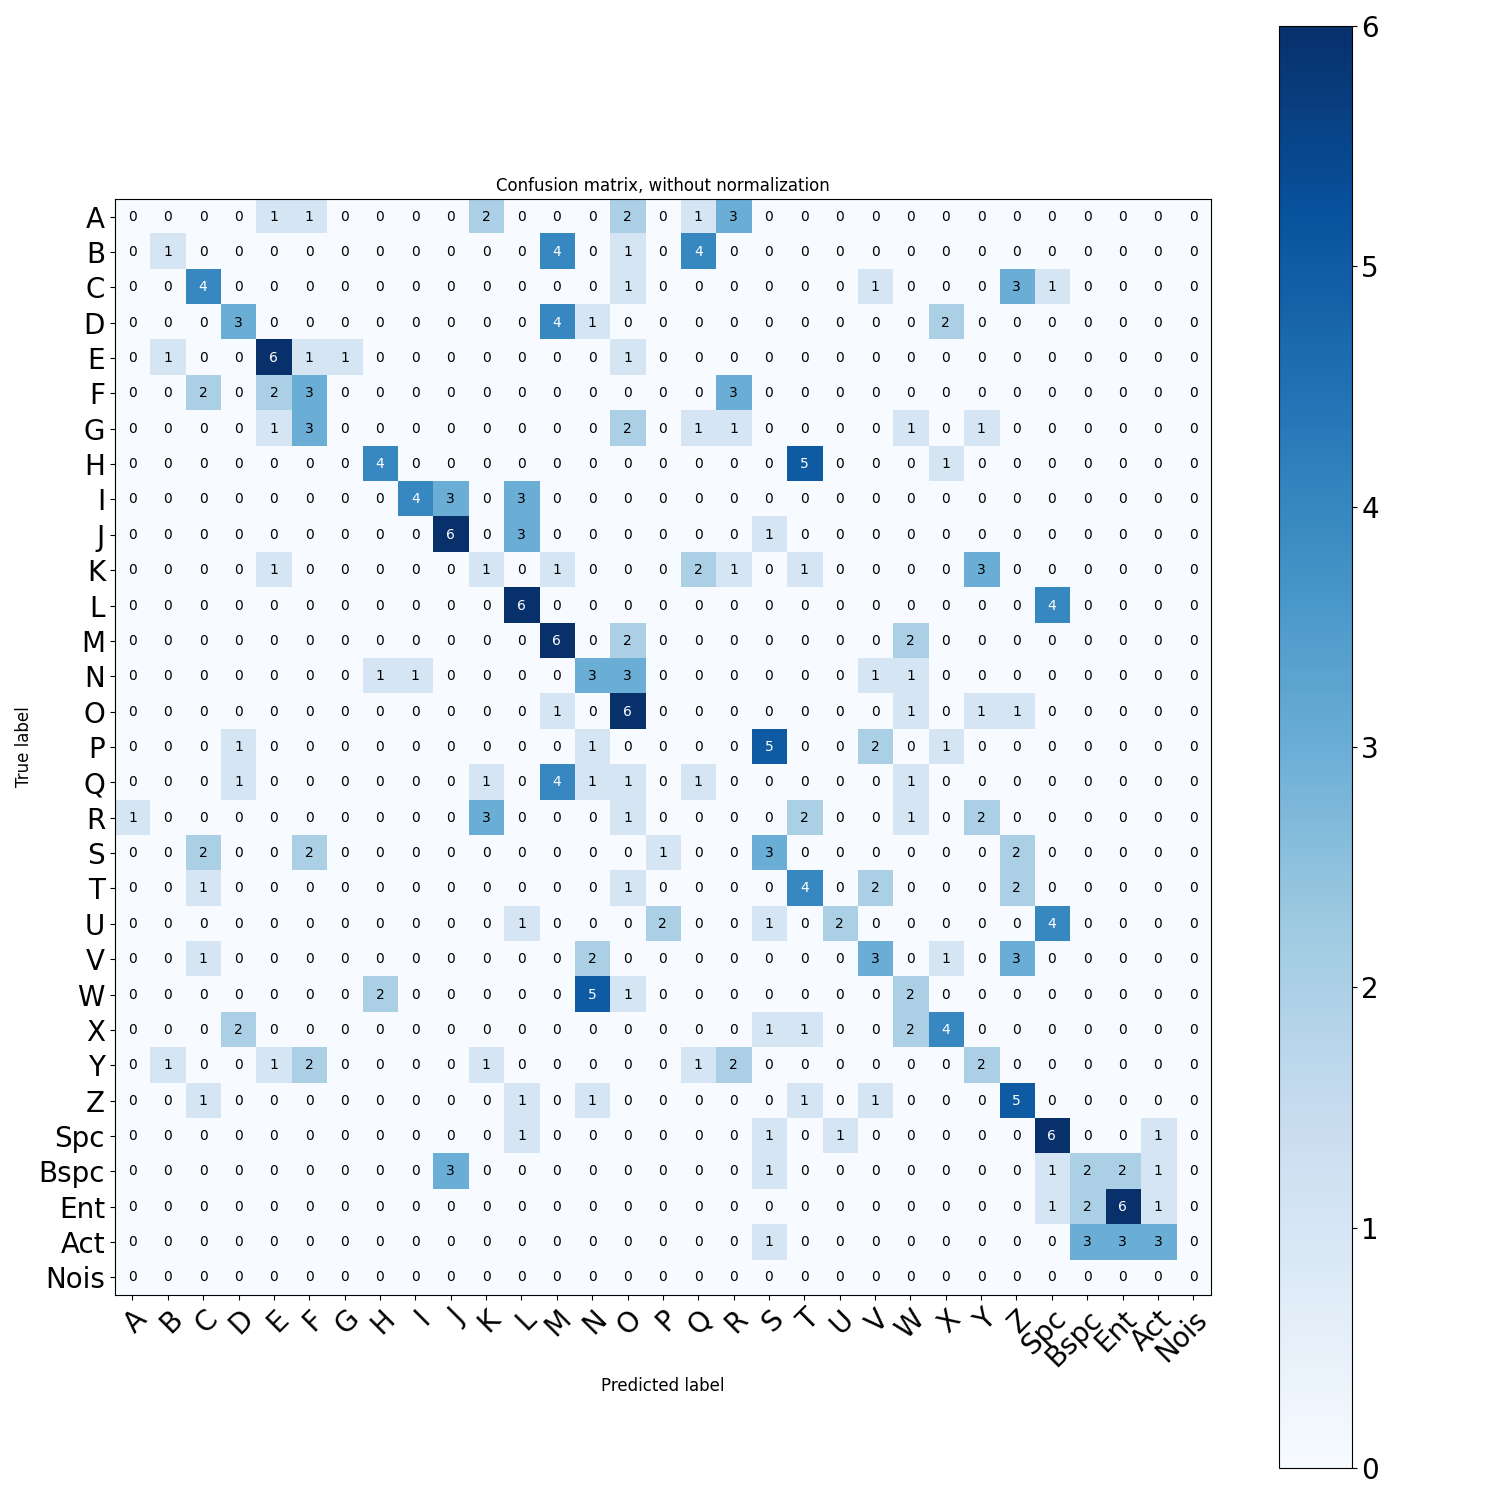 Confusion matrix, without normalization
True label
A 0 0 0 0 1 1 0 0 0 0 2 0 0 0 2 0 1 3 0 0 0 0 0 0 0 0 0 0 0 0 0
B 0 1 0 0 0 0 0 0 0 0 0 0 4 0 1 0 4 0 0 0 0 0 0 0 0 0 0 0 0 0 0
C 0 0 4 0 0 0 0 0 0 0 0 0 0 0 1 0 0 0 0 0 0 1 0 0 0 3 1 0 0 0 0
D 0 0 0 3 0 0 0 0 0 0 0 0 4 1 0 0 0 0 0 0 0 0 0 2 0 0 0 0 0 0 0
E 0 1 0 0 6 1 1 0 0 0 0 0 0 0 1 0 0 0 0 0 0 0 0 0 0 0 0 0 0 0 0
F 0 0 2 0 2 3 0 0 0 0 0 0 0 0 0 0 0 3 0 0 0 0 0 0 0 0 0 0 0 0 0
G 0 0 0 0 1 3 0 0 0 0 0 0 0 0 2 0 1 1 0 0 0 0 1 0 1 0 0 0 0 0 0
H 0 0 0 0 0 0 0 4 0 0 0 0 0 0 0 0 0 0 0 5 0 0 0 1 0 0 0 0 0 0 0
I 0 0 0 0 0 0 0 0 4 3 0 3 0 0 0 0 0 0 0 0 0 0 0 0 0 0 0 0 0 0 0
J 0 0 0 0 0 0 0 0 0 6 0 3 0 0 0 0 0 0 1 0 0 0 0 0 0 0 0 0 0 0 0
K 0 0 0 0 1 0 0 0 0 0 1 0 1 0 0 0 2 1 0 1 0 0 0 0 3 0 0 0 0 0 0
L 0 0 0 0 0 0 0 0 0 0 0 6 0 0 0 0 0 0 0 0 0 0 0 0 0 0 4 0 0 0 0
M 0 0 0 0 0 0 0 0 0 0 0 0 6 0 2 0 0 0 0 0 0 0 2 0 0 0 0 0 0 0 0
N 0 0 0 0 0 0 0 1 1 0 0 0 0 3 3 0 0 0 0 0 0 1 1 0 0 0 0 0 0 0 0
O 0 0 0 0 0 0 0 0 0 0 0 0 1 0 6 0 0 0 0 0 0 0 1 0 1 1 0 0 0 0 0
P 0 0 0 1 0 0 0 0 0 0 0 0 0 1 0 0 0 0 5 0 0 2 0 1 0 0 0 0 0 0 0
Q 0 0 0 1 0 0 0 0 0 0 1 0 4 1 1 0 1 0 0 0 0 0 1 0 0 0 0 0 0 0 0
R 1 0 0 0 0 0 0 0 0 0 3 0 0 0 1 0 0 0 0 2 0 0 1 0 2 0 0 0 0 0 0
S 0 0 2 0 0 2 0 0 0 0 0 0 0 0 0 1 0 0 3 0 0 0 0 0 0 2 0 0 0 0 0
T 0 0 1 0 0 0 0 0 0 0 0 0 0 0 1 0 0 0 0 4 0 2 0 0 0 2 0 0 0 0 0
U 0 0 0 0 0 0 0 0 0 0 0 1 0 0 0 2 0 0 1 0 2 0 0 0 0 0 4 0 0 0 0
V 0 0 1 0 0 0 0 0 0 0 0 0 0 2 0 0 0 0 0 0 0 3 0 1 0 3 0 0 0 0 0
W 0 0 0 0 0 0 0 2 0 0 0 0 0 5 1 0 0 0 0 0 0 0 2 0 0 0 0 0 0 0 0
X 0 0 0 2 0 0 0 0 0 0 0 0 0 0 0 0 0 0 1 1 0 0 2 4 0 0 0 0 0 0 0
Y 0 1 0 0 1 2 0 0 0 0 1 0 0 0 0 0 1 2 0 0 0 0 0 0 2 0 0 0 0 0 0
Z 0 0 1 0 0 0 0 0 0 0 0 1 0 1 0 0 0 0 0 1 0 1 0 0 0 5 0 0 0 0 0
Spc 0 0 0 0 0 0 0 0 0 0 0 1 0 0 0 0 0 0 1 0 1 0 0 0 0 0 6 0 0 1 0
Bspc 0 0 0 0 0 0 0 0 0 3 0 0 0 0 0 0 0 0 1 0 0 0 0 0 0 0 1 2 2 1 0
Ent 0 0 0 0 0 0 0 0 0 0 0 0 0 0 0 0 0 0 0 0 0 0 0 0 0 0 1 2 6 1 0
Act 0 0 0 0 0 0 0 0 0 0 0 0 0 0 0 0 0 0 1 0 0 0 0 0 0 0 0 3 3 3 0
Nois 0 0 0 0 0 0 0 0 0 0 0 0 0 0 0 0 0 0 0 0 0 0 0 0 0 0 0 0 0 0 0
A B C D E F G H I J K L M N O P Q R S T U V W X Y Z Spc Bspc Ent Act Nois
Predicted label
6
5
4
3
2
1
0